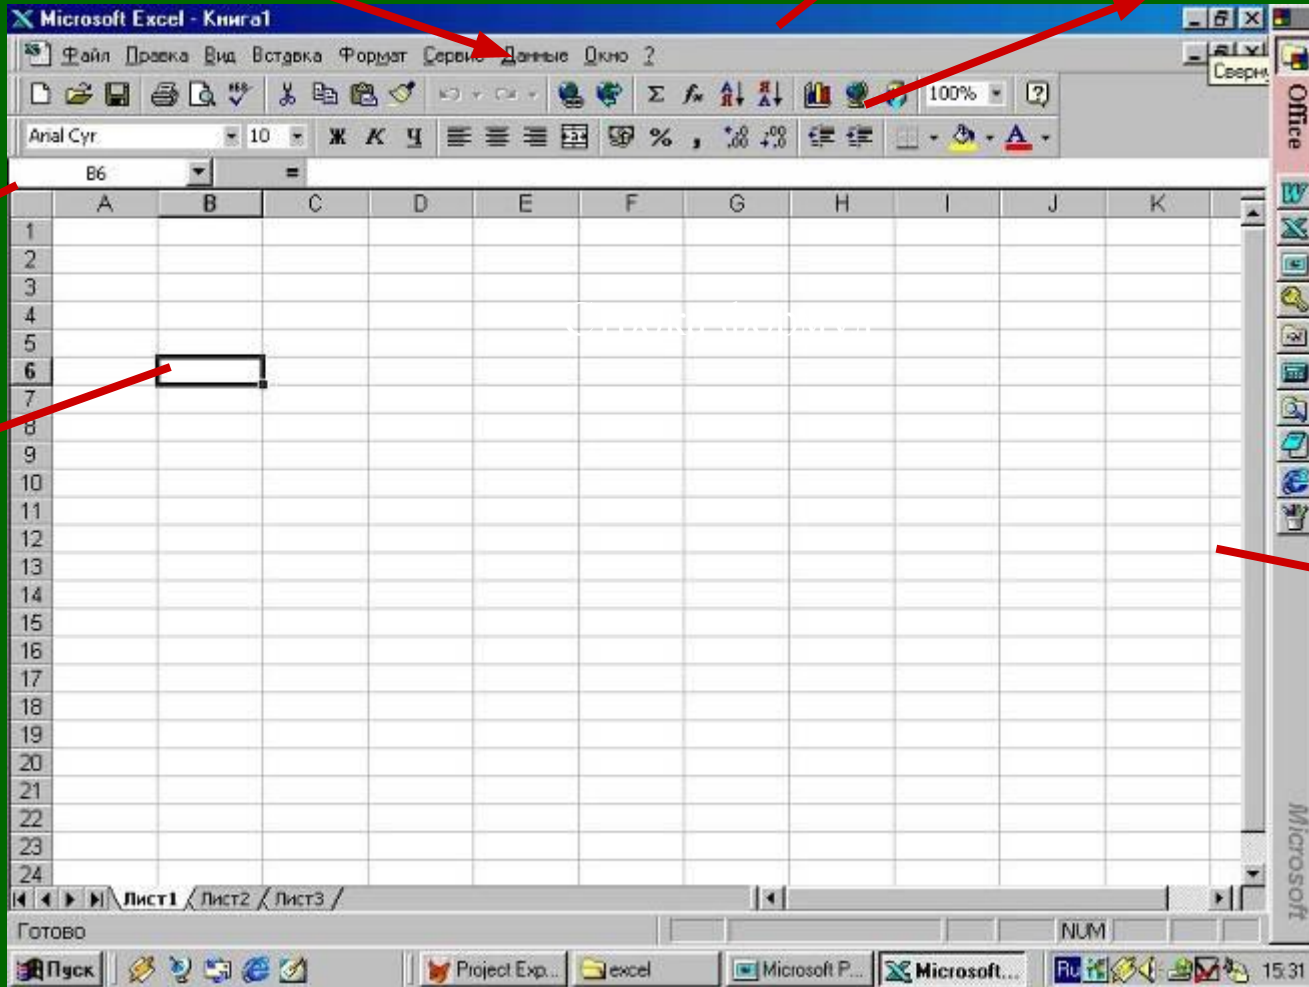 Microsoft Excel - Книга1
Файл Правка Вид Вставка Формат Сервис Данные Окно ?
Сверну
100%
Arial Cyr 10 Ж К Ч % ,
B6 =
A B C D E F G H I J K
1
2
3
4
5
6
7
8
9
10
11
12
13
14
15
16
17
18
19
20
21
22
23
24
Лист1 Лист2 Лист3
Готово NUM
Пуск Project Exp... excel Microsoft P... Microsoft... Ru 15:31
Office
Microsoft